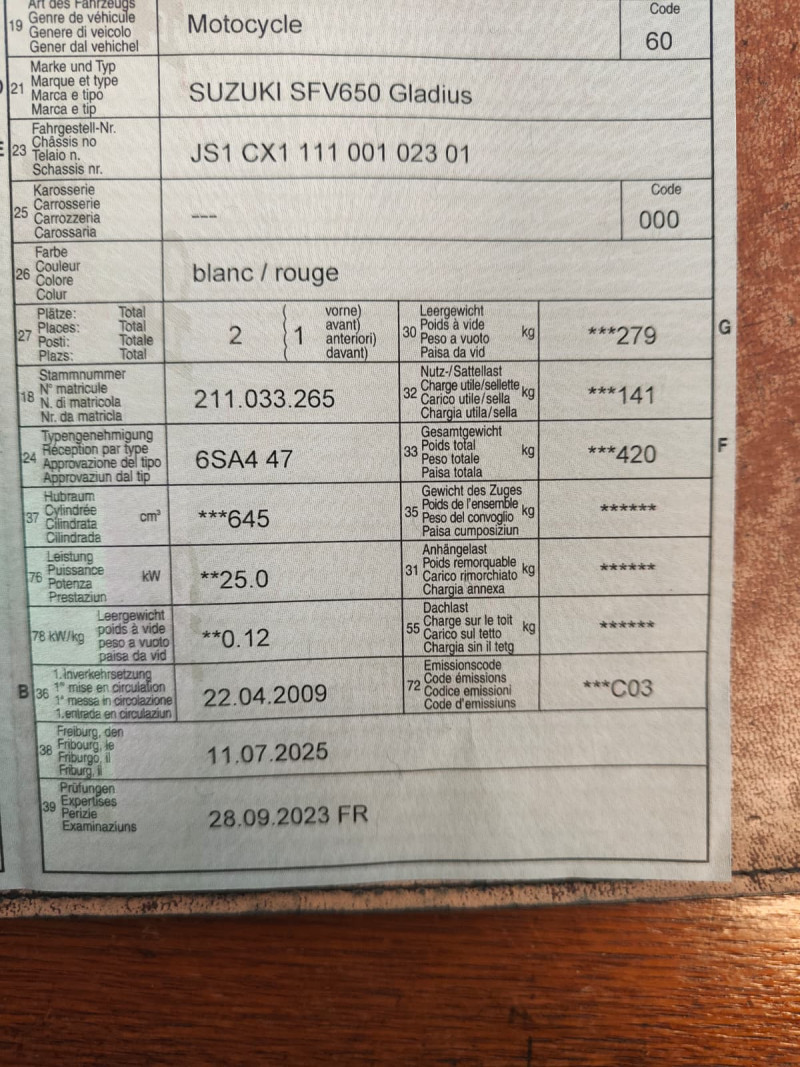 Art des Fahrzeugs
19 Genre de véhicule
Genere di veicolo
Gener dal vehichel
Motocycle
Code
60
21 Marke und Typ
Marque et type
Marca e tipo
Marca e tip
SUZUKI SFV650 Gladius
23 Fahrgestell-Nr.
Châssis no
Telaio n.
Schassis nr.
JS1 CX1 111 001 023 01
25 Karosserie
Carrosserie
Carrozzeria
Carossaria
---
Code
000
26 Farbe
Couleur
Colore
Colur
blanc / rouge
27 Plätze: Total
Places: Total
Posti: Totale
Plazs: Total
2 ( 1 vorne)
( avant)
( anteriori)
( davant)
30 Leergewicht
Poids à vide
Peso a vuoto
Paisa da vid
kg
***279
G
18 Stammnummer
N° matricule
N. di matricola
Nr. da matricla
211.033.265
32 Nutz-/Sattellast
Charge utile/sellette
Carico utile/sella
Chargia utila/sella
kg
***141
24 Typengenehmigung
Réception par type
Approvazione del tipo
Approvaziun dal tip
6SA4 47
33 Gesamtgewicht
Poids total
Peso totale
Paisa totala
kg
***420
F
37 Hubraum
Cylindrée
Cilindrata
Cilindrada
cm³
***645
35 Gewicht des Zuges
Poids de l'ensemble
Peso del convoglio
Paisa cumposiziun
kg
******
76 Leistung
Puissance
Potenza
Prestaziun
kW
**25.0
31 Anhängelast
Poids remorquable
Carico rimorchiato
Chargia annexa
kg
******
78 kW/kg
Leergewicht
poids à vide
peso a vuoto
paisa da vid
**0.12
55 Dachlast
Charge sur le toit
Carico sul tetto
Chargia sin il tetg
kg
******
B
36 1.Inverkehrsetzung
1re mise en circulation
1a messa in circolazione
1.entrada en circulaziun
22.04.2009
72 Emissionscode
Code émissions
Codice emissioni
Code d'emissiuns
***C03
38 Freiburg, den
Fribourg, le
Friburgo, il
Friburg, il
11.07.2025
39 Prüfungen
Expertises
Perizie
Examinaziuns
28.09.2023 FR